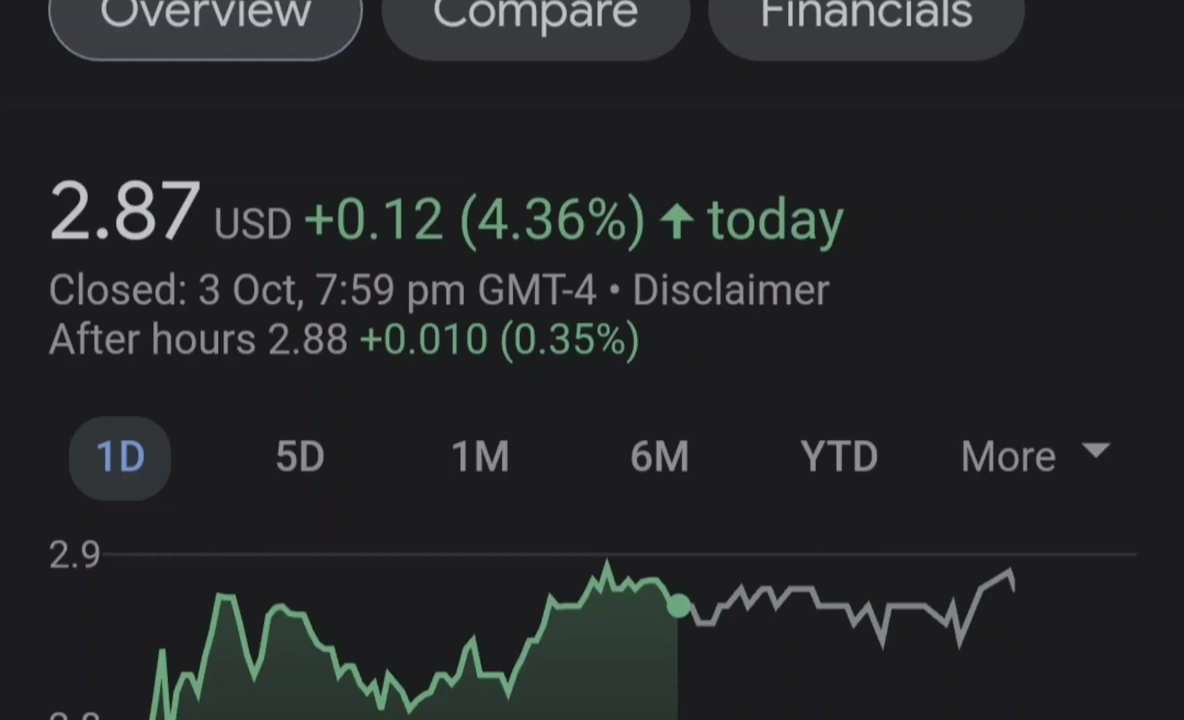 Overview Compare Financials
2.87 USD +0.12 (4.36%) ↑ today
Closed: 3 Oct, 7:59 pm GMT-4 • Disclaimer
After hours 2.88 +0.010 (0.35%)
1D 5D 1M 6M YTD More
2.9